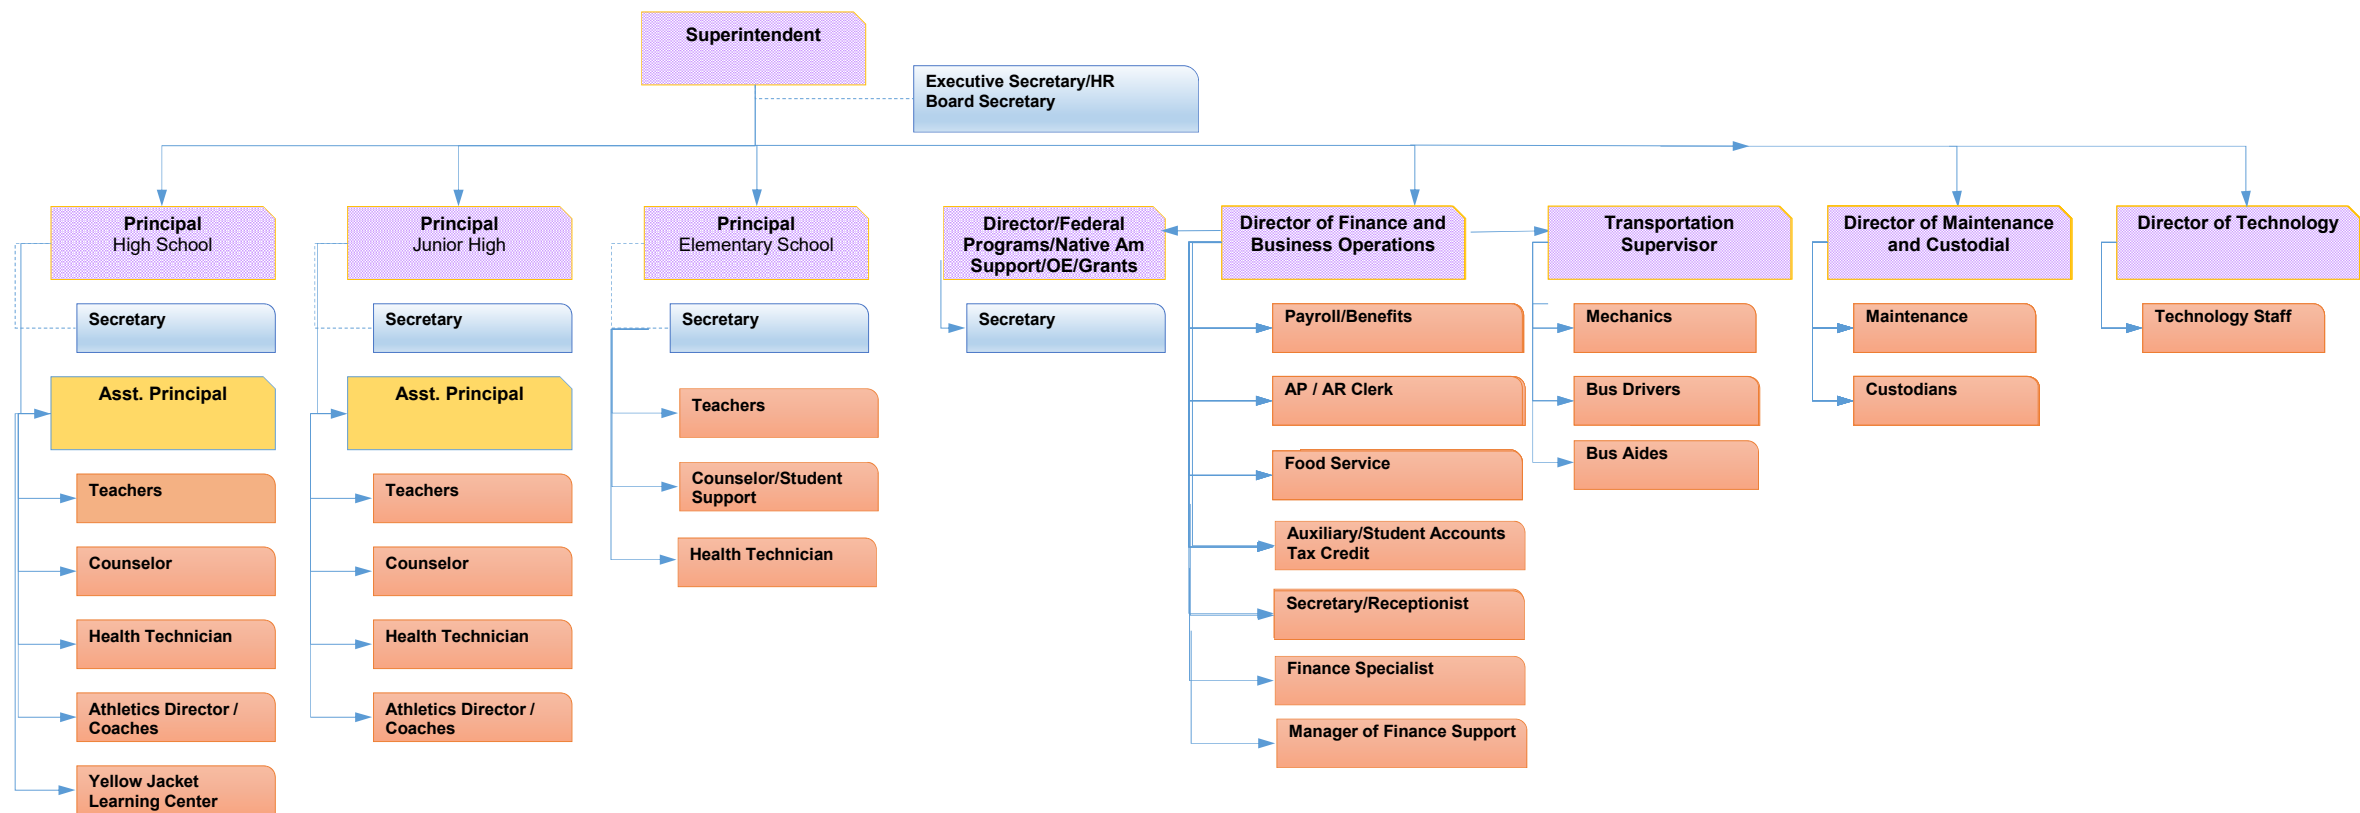 Superintendent
Executive Secretary/HR
Board Secretary
Principal
High School
Principal
Junior High
Principal
Elementary School
Director/Federal
Programs/Native Am
Support/OE/Grants
Director of Finance and
Business Operations
Transportation
Supervisor
Director of Maintenance
and Custodial
Director of Technology
Secretary
Secretary
Secretary
Secretary
Payroll/Benefits
Mechanics
Maintenance
Technology Staff
Asst. Principal
Asst. Principal
Teachers
AP / AR Clerk
Bus Drivers
Custodians
Teachers
Teachers
Counselor/Student
Support
Food Service
Bus Aides
Counselor
Counselor
Health Technician
Auxiliary/Student Accounts
Tax Credit
Health Technician
Health Technician
Secretary/Receptionist
Athletics Director /
Coaches
Athletics Director /
Coaches
Finance Specialist
Manager of Finance Support
Yellow Jacket
Learning Center